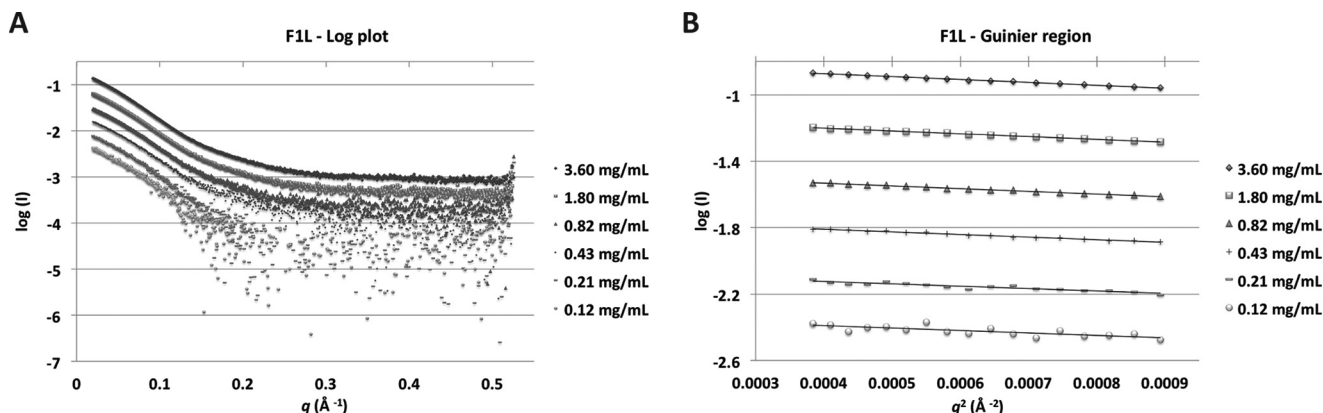 A
F1L - Log plot
log (I)
-1
-2
-3
-4
-5
-6
-7
0
0.1
0.2
0.3
0.4
0.5
q (Å⁻¹)
3.60 mg/mL
1.80 mg/mL
0.82 mg/mL
0.43 mg/mL
0.21 mg/mL
0.12 mg/mL
B
F1L - Guinier region
log (I)
-1
-1.4
-1.8
-2.2
-2.6
0.0003
0.0004
0.0005
0.0006
0.0007
0.0008
0.0009
q² (Å⁻²)
3.60 mg/mL
1.80 mg/mL
0.82 mg/mL
0.43 mg/mL
0.21 mg/mL
0.12 mg/mL